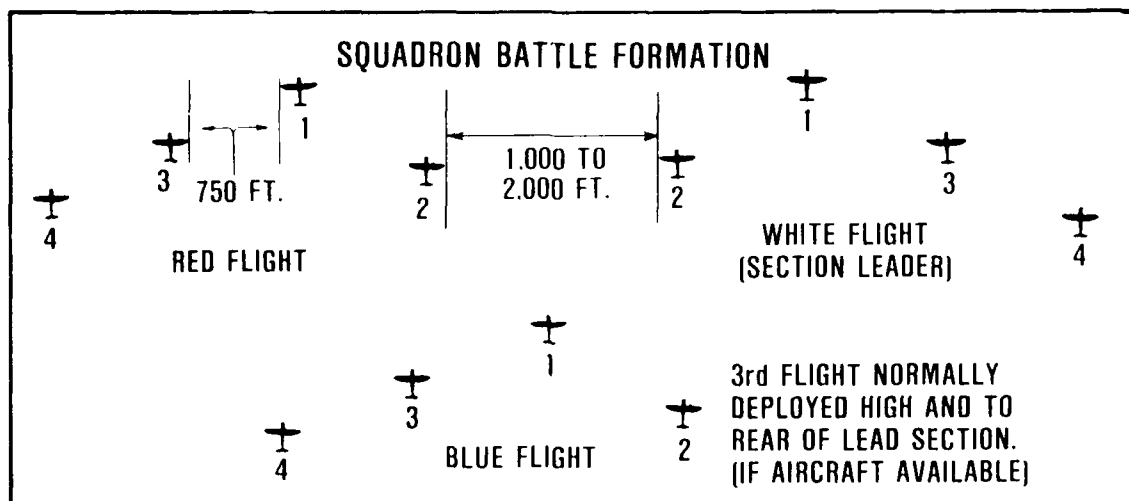 SQUADRON BATTLE FORMATION
1
1
3
3
750 FT.
1.000 TO
2.000 FT.
2
2
4
4
RED FLIGHT
WHITE FLIGHT
(SECTION LEADER)
1
3
2
4
BLUE FLIGHT
3rd FLIGHT NORMALLY
DEPLOYED HIGH AND TO
REAR OF LEAD SECTION.
(IF AIRCRAFT AVAILABLE)